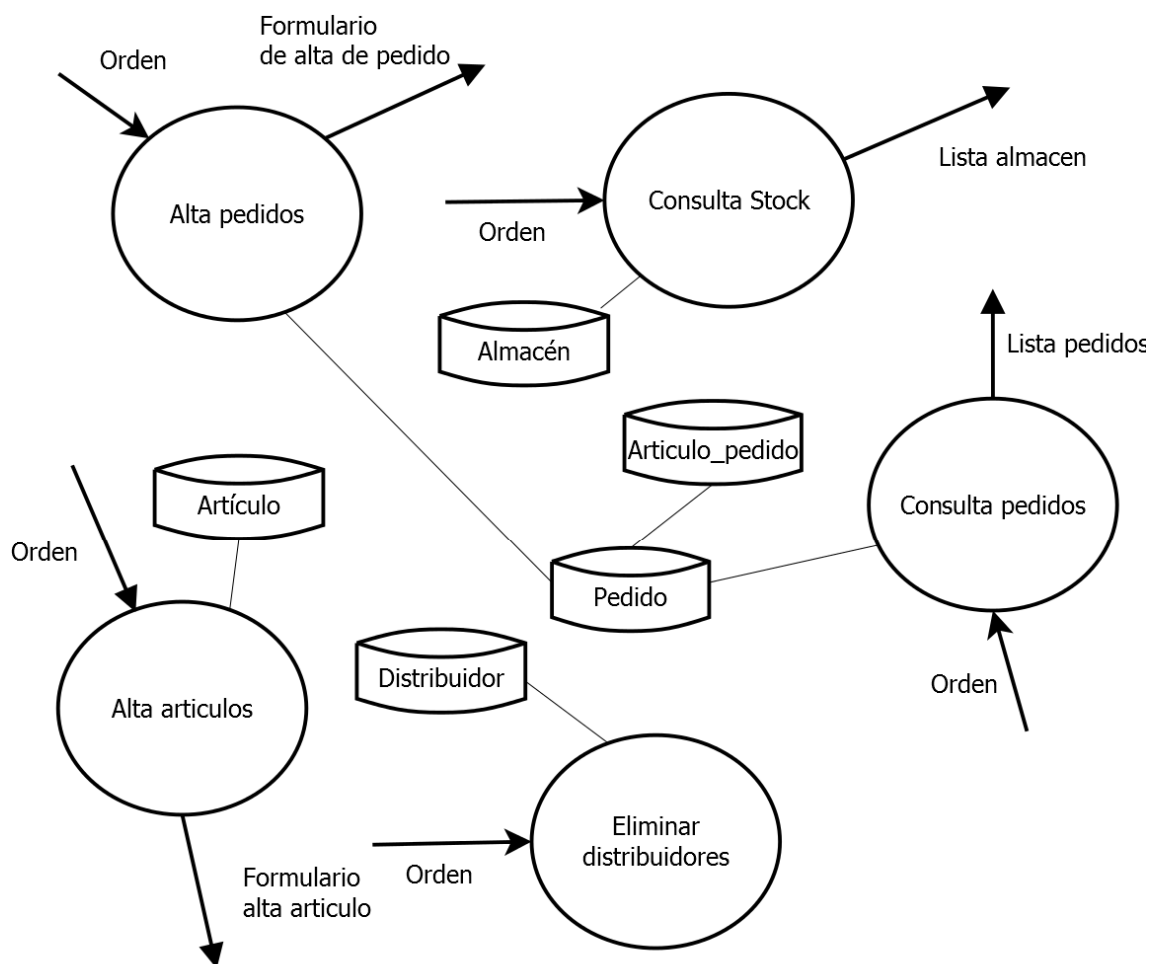 Formulario
de alta de pedido
Orden
Alta pedidos
Consulta Stock
Lista almacen
Orden
Almacén
Lista pedidos
Articulo_pedido
Artículo
Consulta pedidos
Orden
Pedido
Distribuidor
Orden
Alta articulos
Eliminar
distribuidores
Orden
Formulario
alta articulo